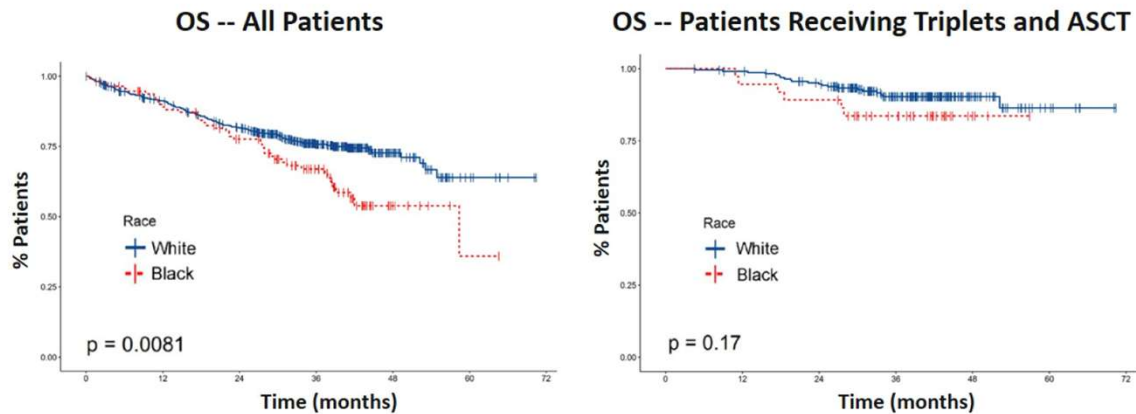 OS -- All Patients
% Patients
1.00
0.75
0.50
0.25
0.00
Race
White
Black
p = 0.0081
0 12 24 36 48 60 72
Time (months)
OS -- Patients Receiving Triplets and ASCT
% Patients
1.00
0.75
0.50
0.25
0.00
Race
White
Black
p = 0.17
0 12 24 36 48 60 72
Time (months)